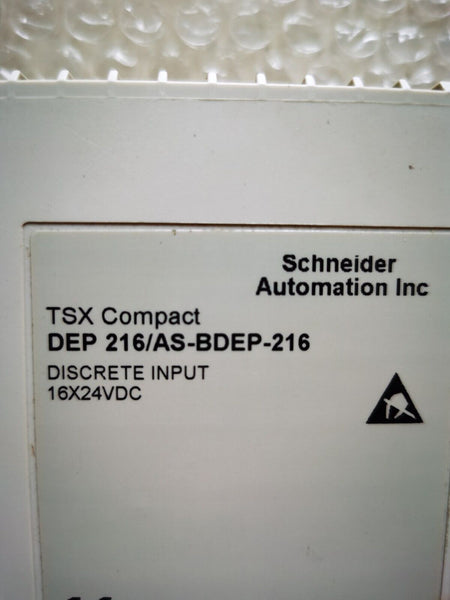 Schneider
Automation Inc
TSX Compact
DEP 216/AS-BDEP-216
DISCRETE INPUT
16X24VDC